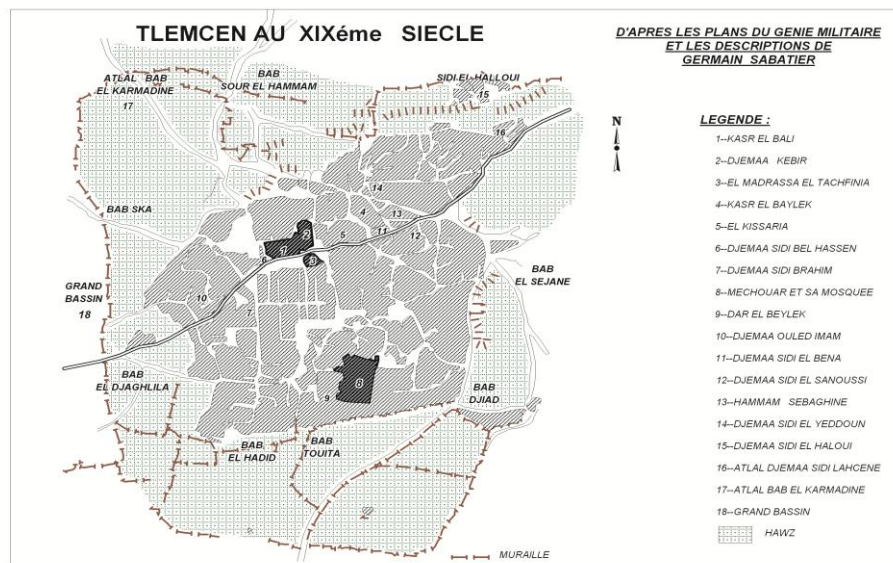 TLEMCEN AU XIXéme SIECLE
D'APRES LES PLANS DU GENIE MILITAIRE
ET LES DESCRIPTIONS DE
GERMAIN SABATIER
ATLAL BAB
EL KARMADINE
17
BAB
SOUR EL HAMMAM
SIDI EL HALLOUI
15
16
N
14
BAB SKA
4
13
2
5
11
12
1
6
3
GRAND
BASSIN
18
10
7
BAB
EL SEJANE
8
9
BAB
EL DJAGHLILA
BAB
DJIAD
BAB
EL HADID
BAB
TOUITA
MURAILLE
LEGENDE :
1--KASR EL BALI
2--DJEMAA KEBIR
3--EL MADRASSA EL TACHFINIA
4--KASR EL BAYLEK
5--EL KISSARIA
6--DJEMAA SIDI BEL HASSEN
7--DJEMAA SIDI BRAHIM
8--MECHOUAR ET SA MOSQUEE
9--DAR EL BEYLEK
10--DJEMAA OULED IMAM
11--DJEMAA SIDI EL BENA
12--DJEMAA SIDI EL SANOUSSI
13--HAMMAM SEBAGHINE
14--DJEMAA SIDI EL YEDDOUN
15--DJEMAA SIDI EL HALOUI
16--ATLAL DJEMAA SIDI LAHCENE
17--ATLAL BAB EL KARMADINE
18--GRAND BASSIN
HAWZ